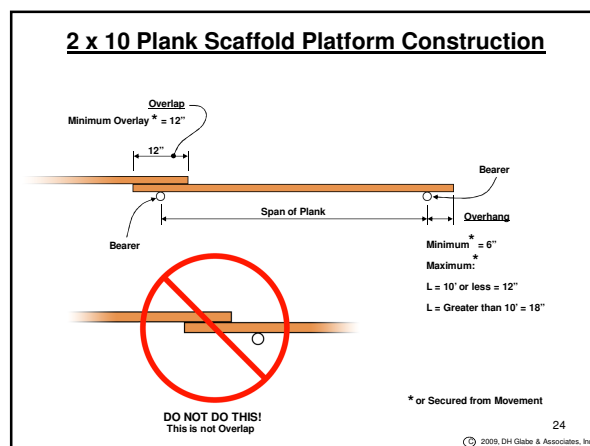 2 x 10 Plank Scaffold Platform Construction
Overlap
Minimum Overlay * = 12”
12”
Bearer
Bearer
Span of Plank
Overhang
Minimum* = 6”
Maximum:*
L = 10’ or less = 12”
L = Greater than 10’ = 18”
DO NOT DO THIS!
This is not Overlap
* or Secured from Movement
24
© 2009, DH Glabe & Associates, Inc